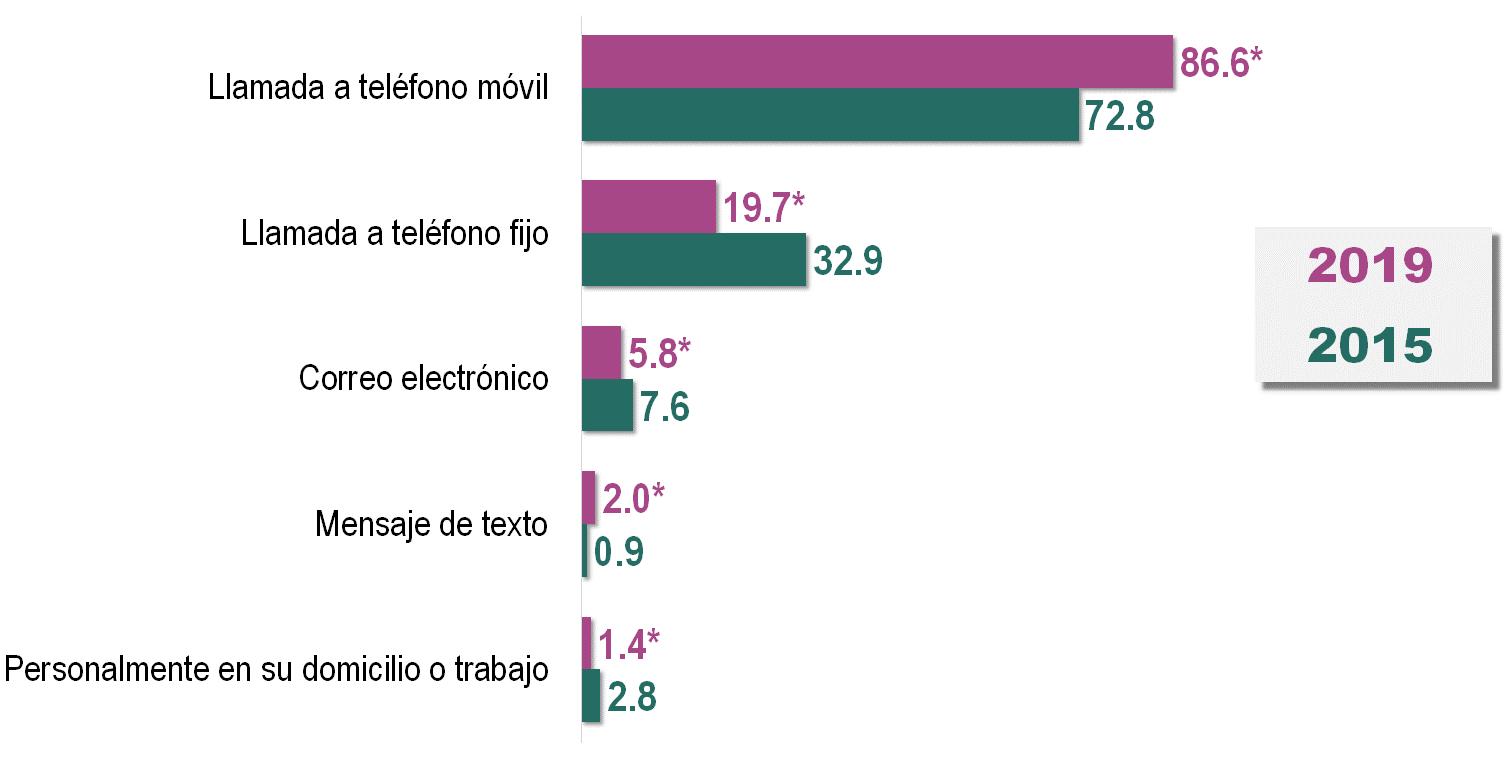 Llamada a teléfono móvil
86.6*
72.8
Llamada a teléfono fijo
19.7*
32.9
2019
2015
Correo electrónico
5.8*
7.6
Mensaje de texto
2.0*
0.9
Personalmente en su domicilio o trabajo
1.4*
2.8